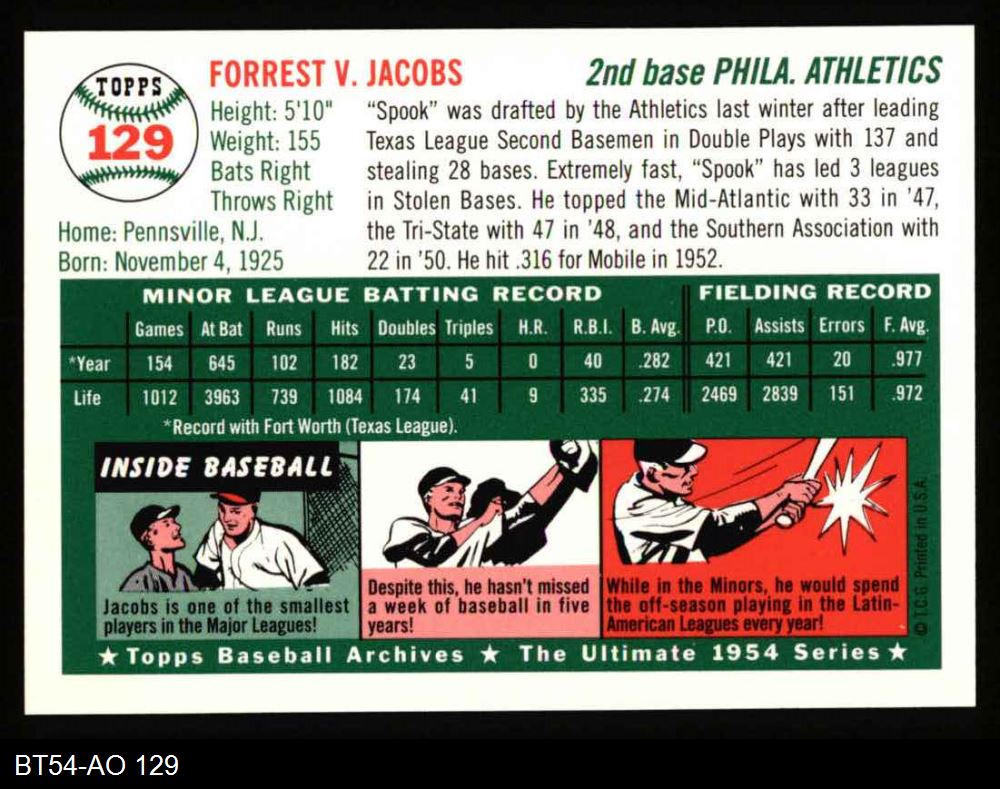 TOPPS
129
FORREST V. JACOBS
2nd base PHILA. ATHLETICS
Height: 5'10"
Weight: 155
Bats Right
Throws Right
Home: Pennsville, N.J.
Born: November 4, 1925
“Spook” was drafted by the Athletics last winter after leading
Texas League Second Basemen in Double Plays with 137 and
stealing 28 bases. Extremely fast, “Spook” has led 3 leagues
in Stolen Bases. He topped the Mid-Atlantic with 33 in ’47,
the Tri-State with 47 in ’48, and the Southern Association with
22 in ’50. He hit .316 for Mobile in 1952.
MINOR LEAGUE BATTING RECORD FIELDING RECORD
Games At Bat Runs Hits Doubles Triples H.R. R.B.I. B. Avg. P.O. Assists Errors F. Avg.
*Year 154 645 102 182 23 5 0 40 .282 421 421 20 .977
Life 1012 3963 739 1084 174 41 9 335 .274 2469 2839 151 .972
*Record with Fort Worth (Texas League).
INSIDE BASEBALL
Jacobs is one of the smallest
players in the Major Leagues!
Despite this, he hasn't missed
a week of baseball in five
years!
While in the Minors, he would spend
the off-season playing in the Latin-
American Leagues every year!
© T.C.G. Printed in U.S.A.
★ Topps Baseball Archives ★ The Ultimate 1954 Series ★
BT54-AO 129